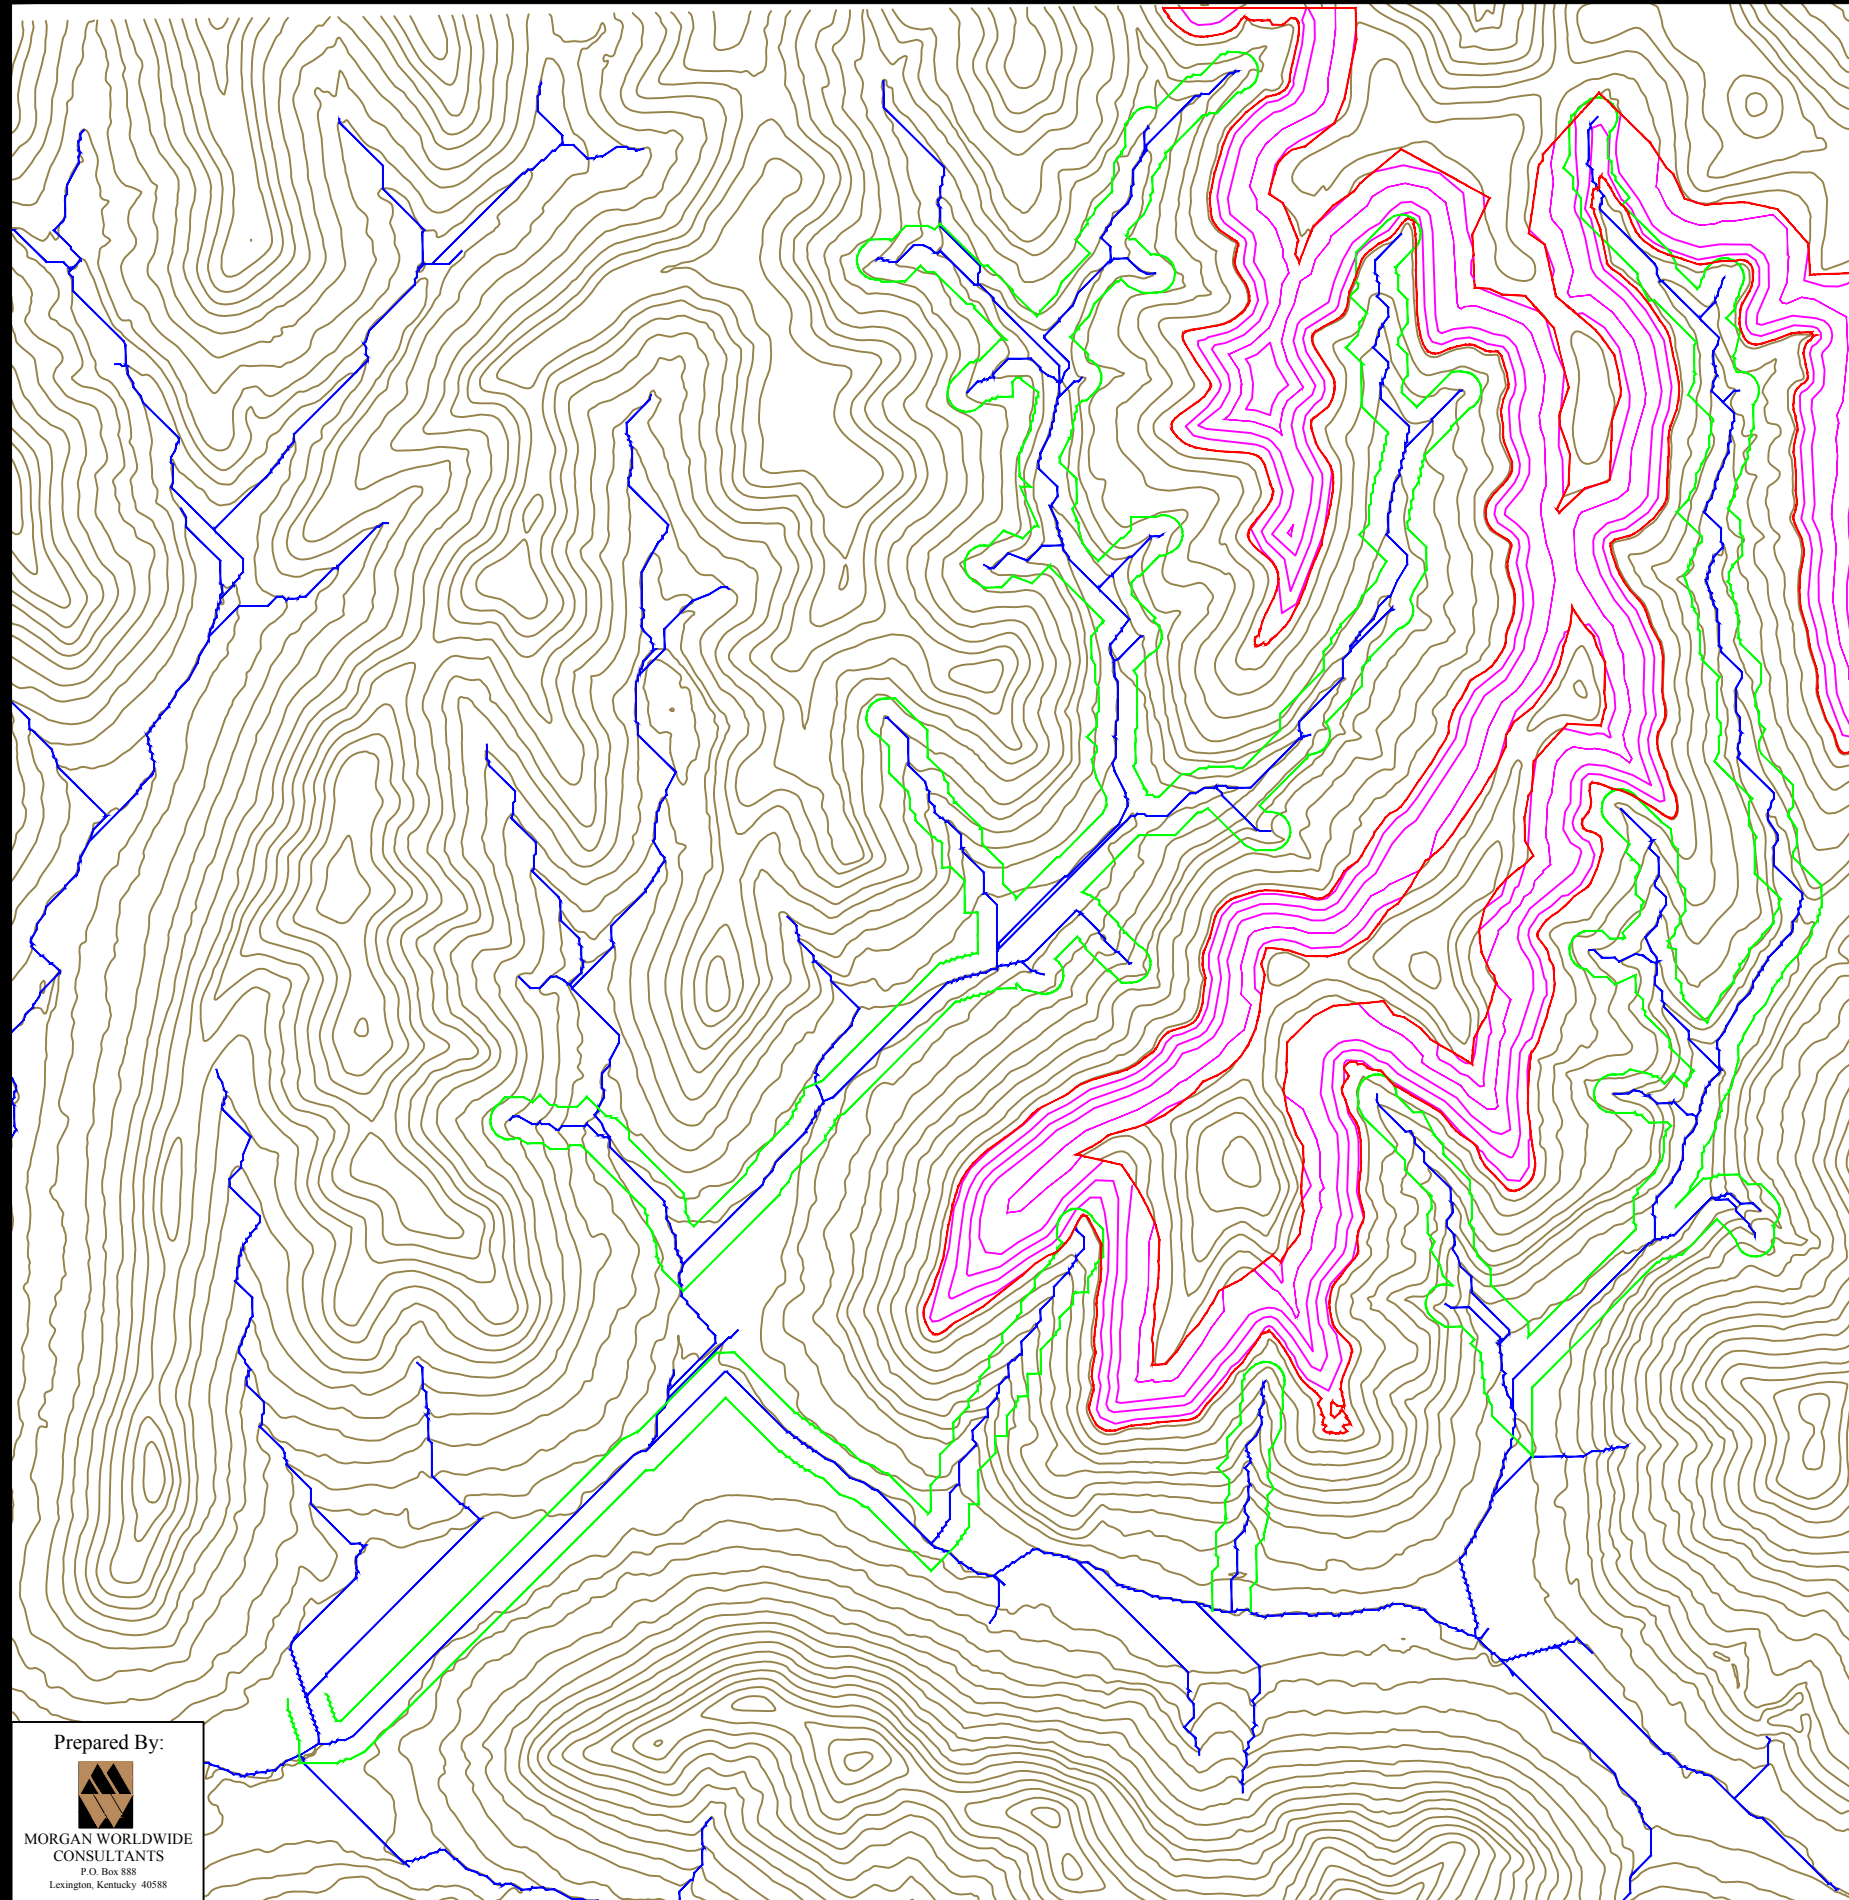 Prepared By:
MORGAN WORLDWIDE
CONSULTANTS
P.O. Box 888
Lexington, Kentucky 40588